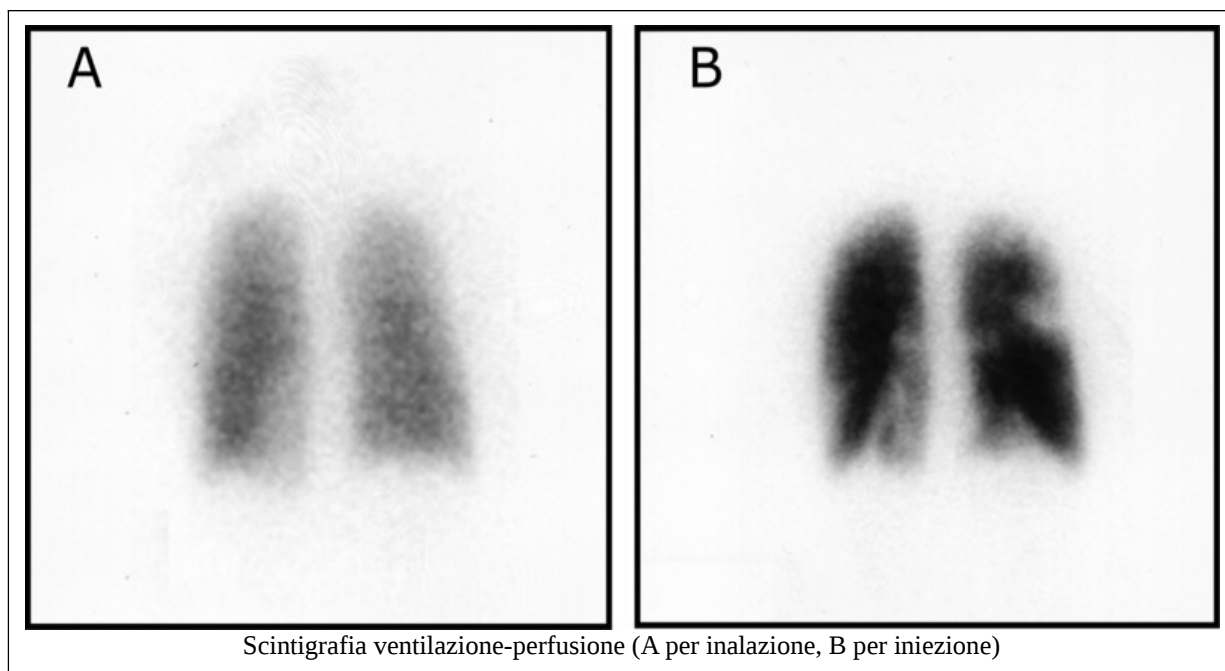 A
B
Scintigrafia ventilazione-perfusione (A per inalazione, B per iniezione)